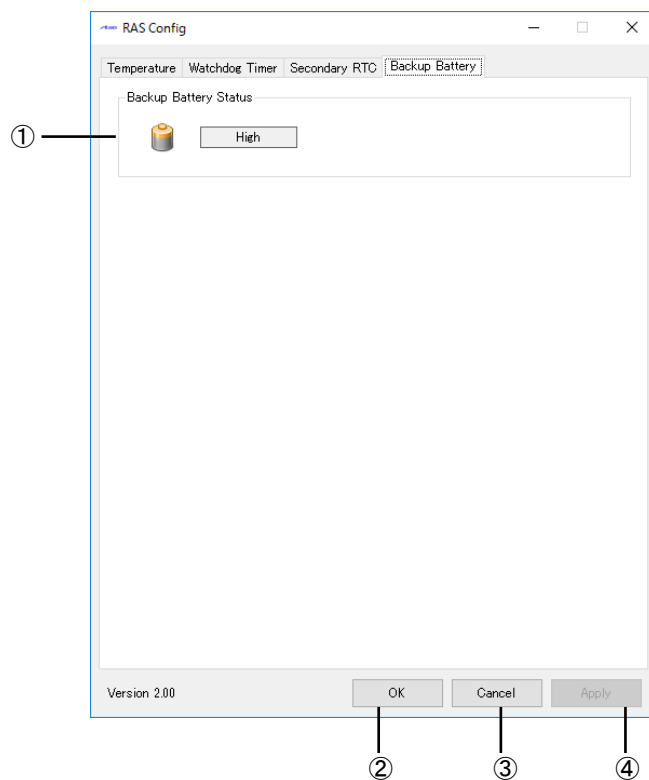 RAS Config
Temperature Watchdog Timer Secondary RTC Backup Battery
Backup Battery Status
①
High
Version 2.00 OK Cancel Apply
② ③ ④